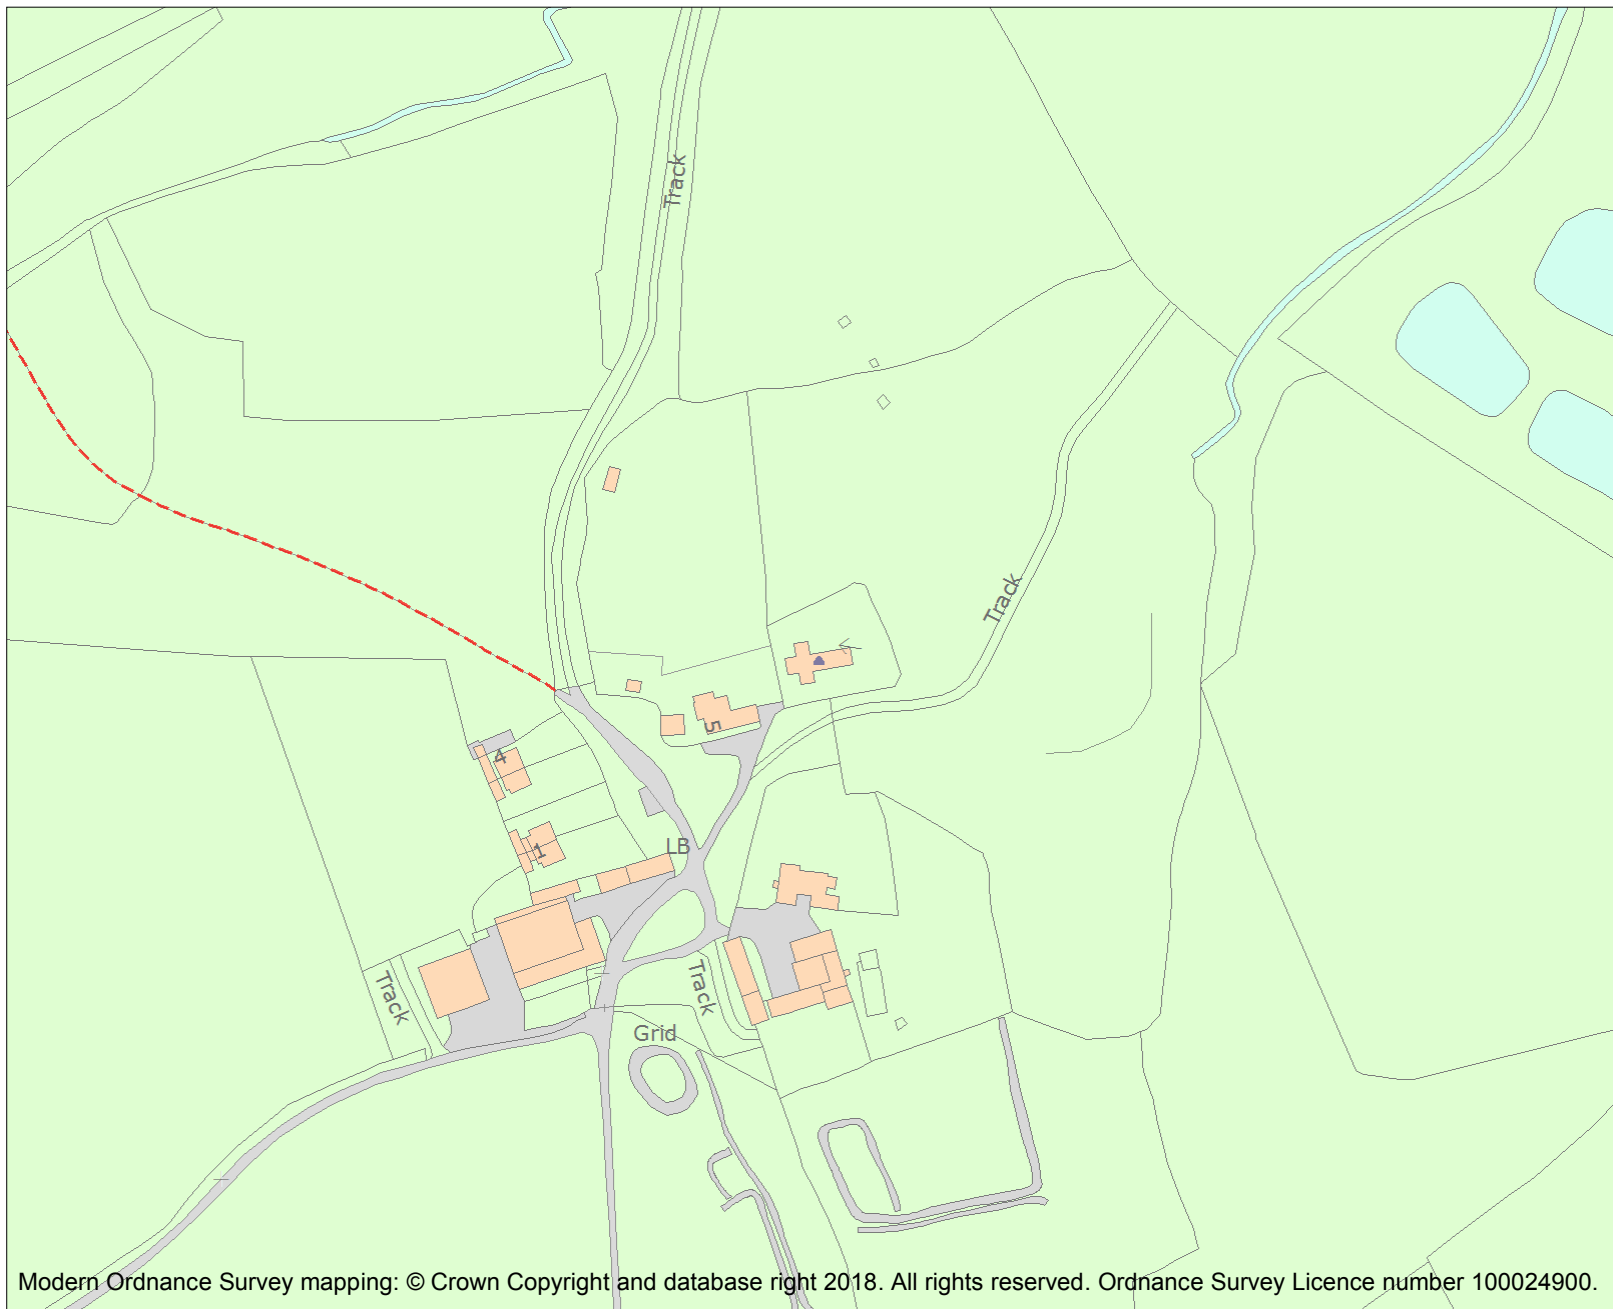 Track
Track
5
4
LB
1
Track
Track
Grid
Modern Ordnance Survey mapping: © Crown Copyright and database right 2018. All rights reserved. Ordnance Survey Licence number 100024900.